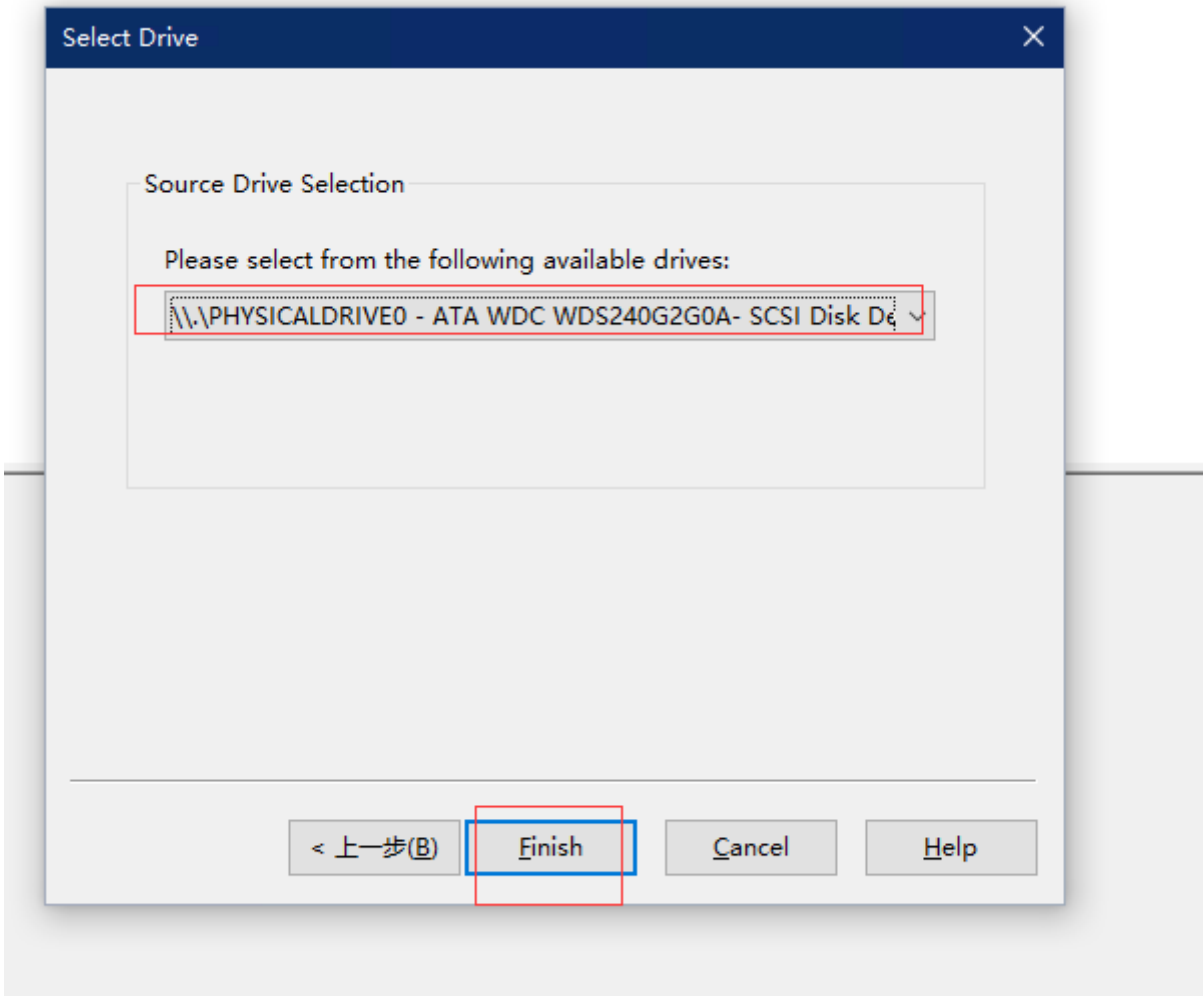 Select Drive
Source Drive Selection
Please select from the following available drives:
\\.\PHYSICALDRIVE0 - ATA WDC WDS240G2G0A- SCSI Disk De
< 上一步(B)
Finish
Cancel
Help